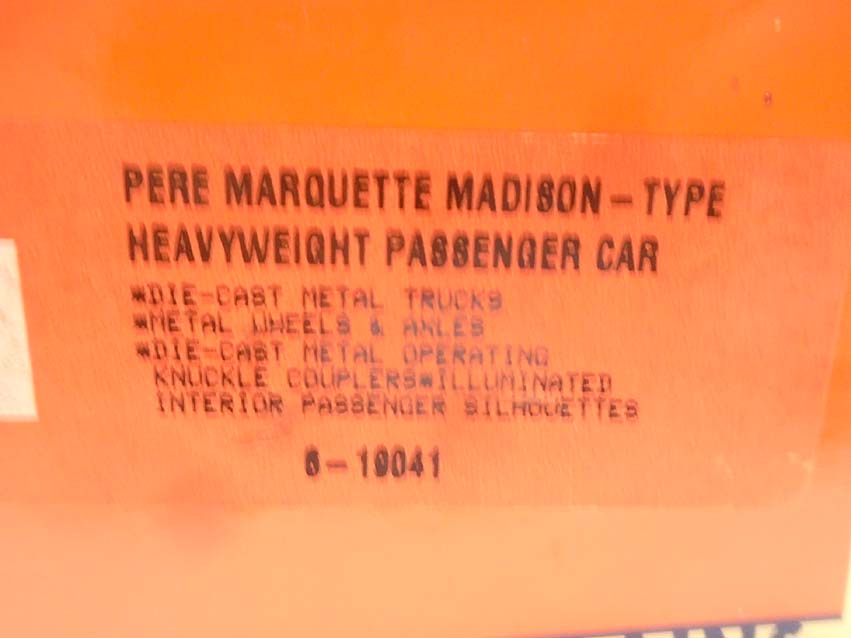 PERE MARQUETTE MADISON-TYPE
HEAVYWEIGHT PASSENGER CAR
*DIE-CAST METAL TRUCKS
*METAL WHEELS & AXLES
*DIE-CAST METAL OPERATING
KNUCKLE COUPLERS*ILLUMINATED
INTERIOR PASSENGER SILHOUETTES
6-19041